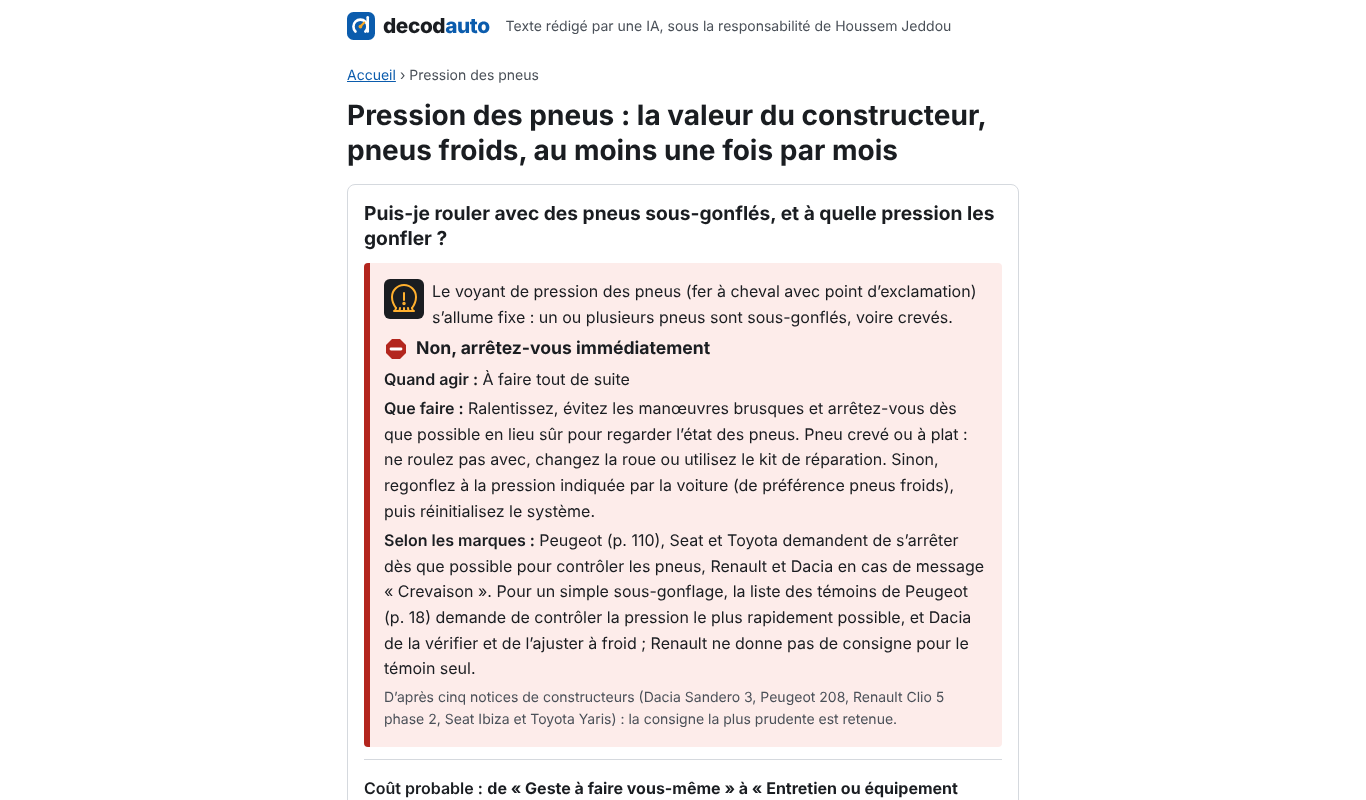 decodauto Texte rédigé par une IA, sous la responsabilité de Houssem Jeddou
Accueil › Pression des pneus
Pression des pneus : la valeur du constructeur,
pneus froids, au moins une fois par mois
Puis-je rouler avec des pneus sous-gonflés, et à quelle pression les
gonfler ?
Le voyant de pression des pneus (fer à cheval avec point d’exclamation)
s’allume fixe : un ou plusieurs pneus sont sous-gonflés, voire crevés.
Non, arrêtez-vous immédiatement
Quand agir : À faire tout de suite
Que faire : Ralentissez, évitez les manœuvres brusques et arrêtez-vous dès
que possible en lieu sûr pour regarder l’état des pneus. Pneu crevé ou à plat :
ne roulez pas avec, changez la roue ou utilisez le kit de réparation. Sinon,
regonflez à la pression indiquée par la voiture (de préférence pneus froids),
puis réinitialisez le système.
Selon les marques : Peugeot (p. 110), Seat et Toyota demandent de s’arrêter
dès que possible pour contrôler les pneus, Renault et Dacia en cas de message
« Crevaison ». Pour un simple sous-gonflage, la liste des témoins de Peugeot
(p. 18) demande de contrôler la pression le plus rapidement possible, et Dacia
de la vérifier et de l’ajuster à froid ; Renault ne donne pas de consigne pour le
témoin seul.
D’après cinq notices de constructeurs (Dacia Sandero 3, Peugeot 208, Renault Clio 5
phase 2, Seat Ibiza et Toyota Yaris) : la consigne la plus prudente est retenue.
Coût probable : de « Geste à faire vous-même » à « Entretien ou équipement